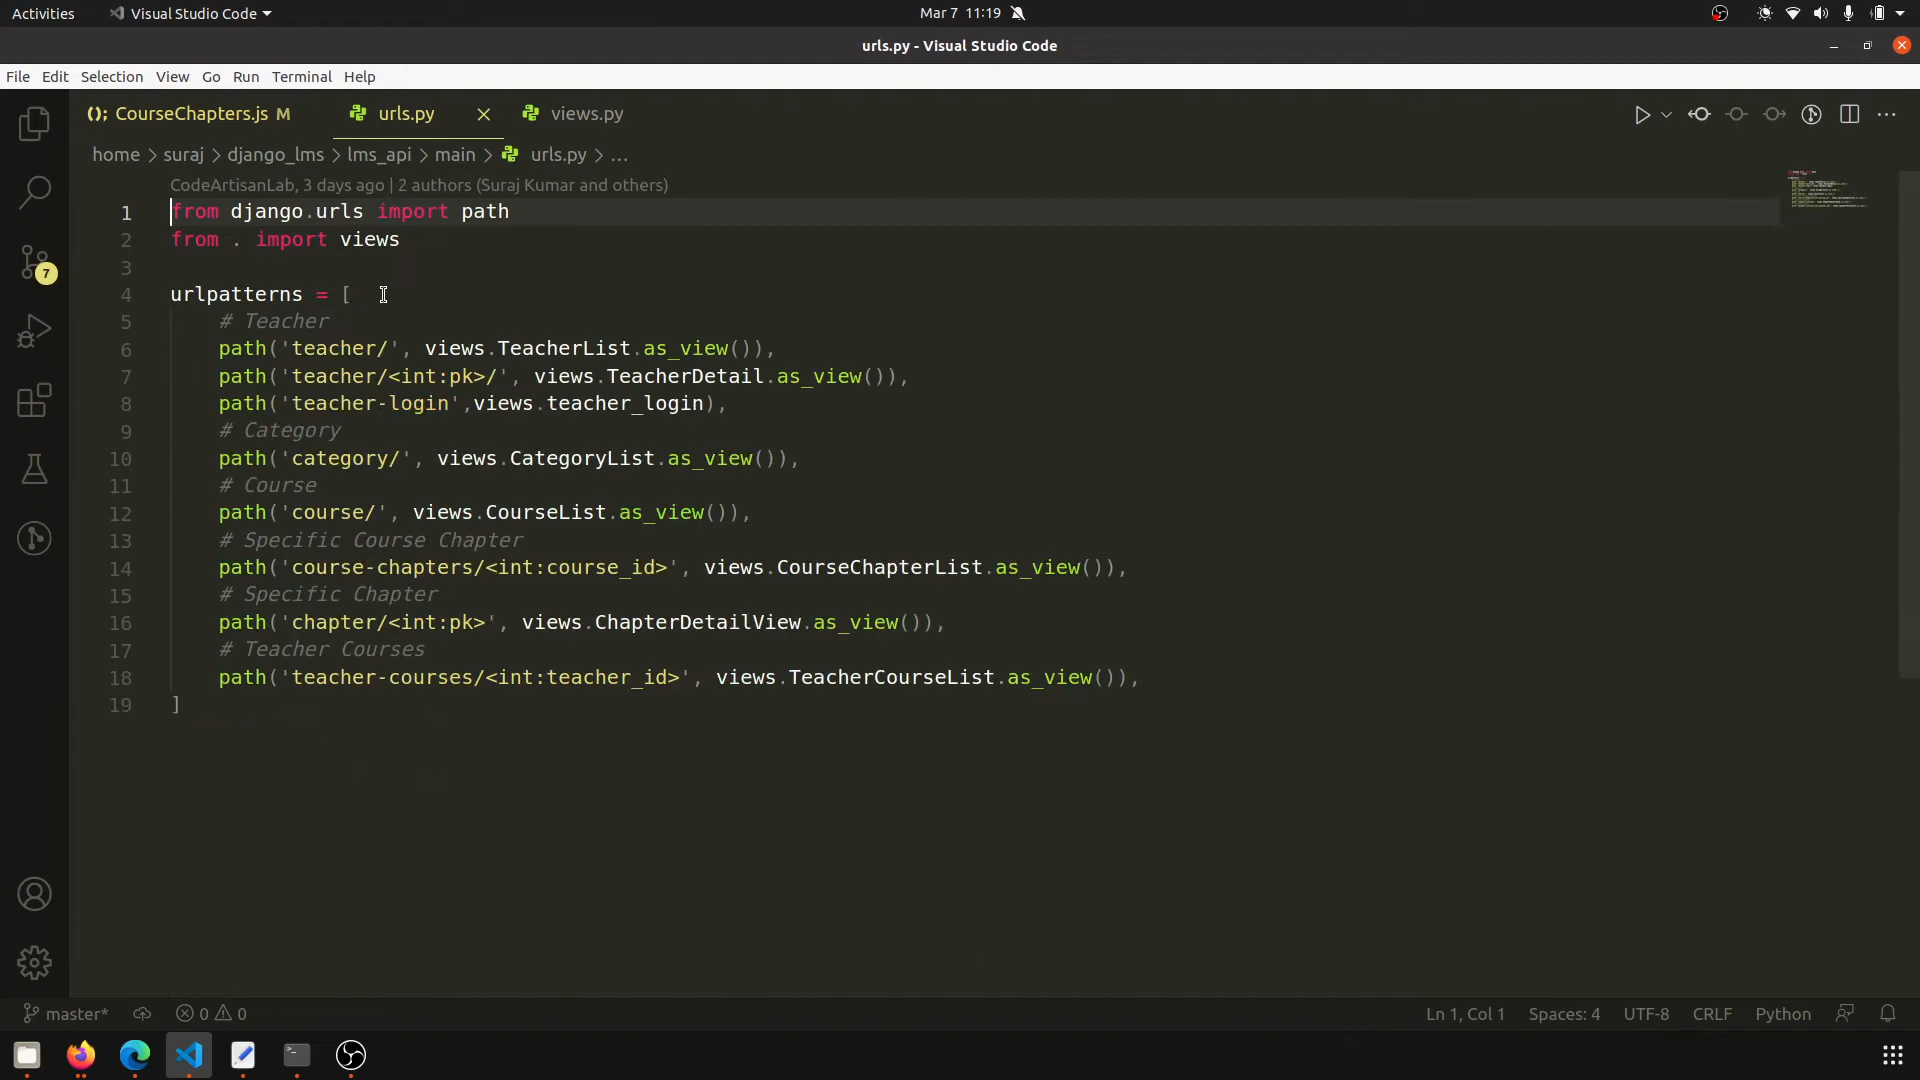 Activities
Visual Studio Code
Mar 7 11:19
urls.py - Visual Studio Code
File Edit Selection View Go Run Terminal Help
CourseChapters.js M
urls.py
views.py
home > suraj > django_lms > lms_api > main > urls.py > ...
CodeArtisanLab, 3 days ago | 2 authors (Suraj Kumar and others)
1 from django.urls import path
2 from . import views
3
4 urlpatterns = [
5 # Teacher
6 path('teacher/', views.TeacherList.as_view()),
7 path('teacher/<int:pk>/', views.TeacherDetail.as_view()),
8 path('teacher-login',views.teacher_login),
9 # Category
10 path('category/', views.CategoryList.as_view()),
11 # Course
12 path('course/', views.CourseList.as_view()),
13 # Specific Course Chapter
14 path('course-chapters/<int:course_id>', views.CourseChapterList.as_view()),
15 # Specific Chapter
16 path('chapter/<int:pk>', views.ChapterDetailView.as_view()),
17 # Teacher Courses
18 path('teacher-courses/<int:teacher_id>', views.TeacherCourseList.as_view()),
19 ]
7
master*
0 0
Ln 1, Col 1
Spaces: 4
UTF-8
CRLF
Python